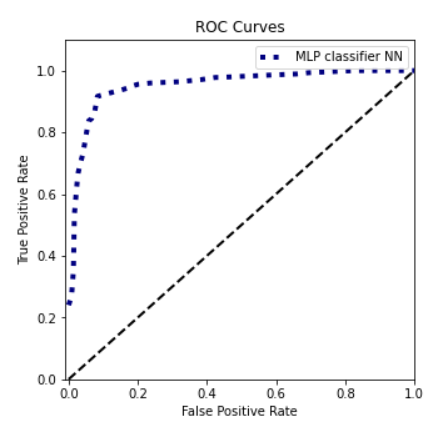 ROC Curves
MLP classifier NN
True Positive Rate
1.0
0.8
0.6
0.4
0.2
0.0
0.0 0.2 0.4 0.6 0.8 1.0
False Positive Rate